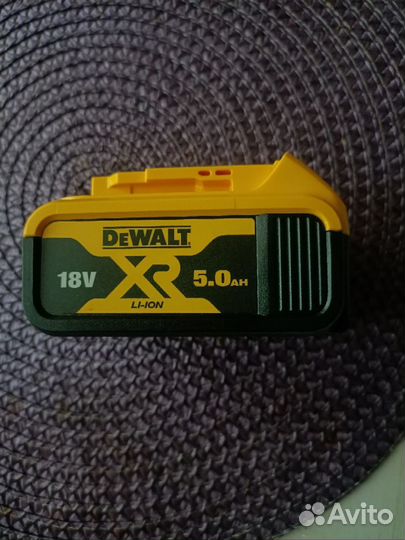 DEWALT
18V XR 5.0AH
LI-ION
Avito